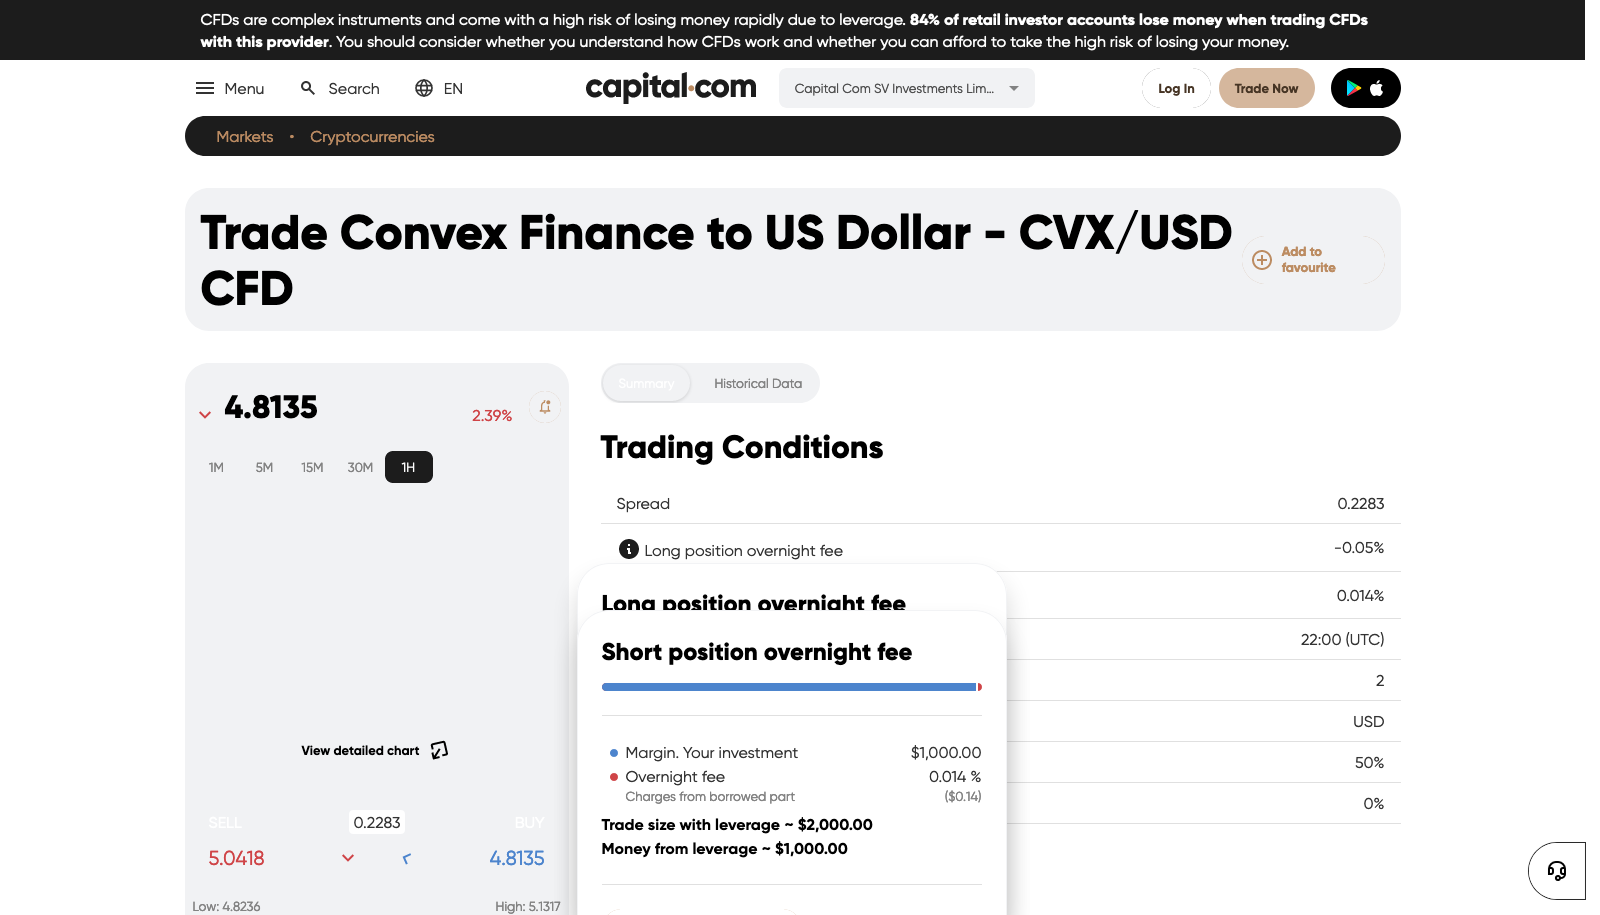 CFDs are complex instruments and come with a high risk of losing money rapidly due to leverage. 84% of retail investor accounts lose money when trading CFDs
with this provider. You should consider whether you understand how CFDs work and whether you can afford to take the high risk of losing your money.
Menu Search EN capital.com Capital Com SV Investments Lim... Log In Trade Now
Markets • Cryptocurrencies
Trade Convex Finance to US Dollar - CVX/USD
CFD
Add to
favourite
4.8135 2.39%
1M 5M 15M 30M 1H
View detailed chart
SELL 0.2283 BUY
5.0418 4.8135
Low: 4.8236 High: 5.1317
Summary Historical Data
Trading Conditions
Spread 0.2283
Long position overnight fee -0.05%
0.014%
22:00 (UTC)
2
USD
50%
0%
Long position overnight fee
Short position overnight fee
Margin. Your investment $1,000.00
Overnight fee 0.014 %
Charges from borrowed part ($0.14)
Trade size with leverage ~ $2,000.00
Money from leverage ~ $1,000.00